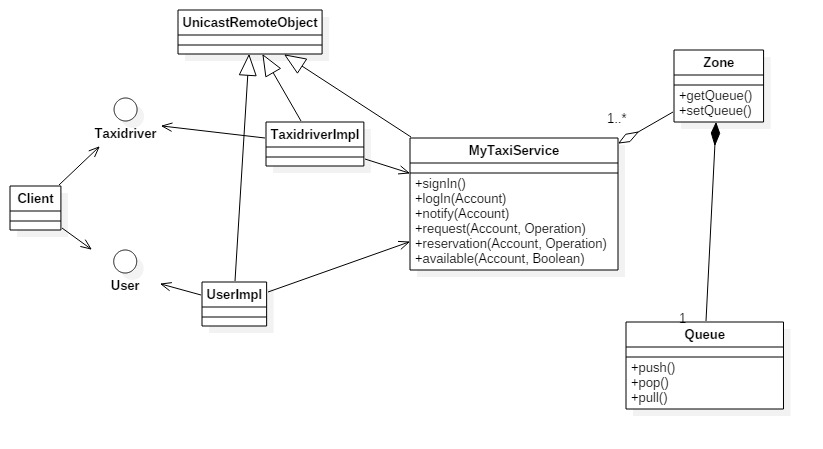 UnicastRemoteObject
Zone
+getQueue()
+setQueue()
1..*
Taxidriver
TaxidriverImpl
MyTaxiService
+signIn()
+logIn(Account)
+notify(Account)
+request(Account, Operation)
+reservation(Account, Operation)
+available(Account, Boolean)
Client
User
UserImpl
1
Queue
+push()
+pop()
+pull()